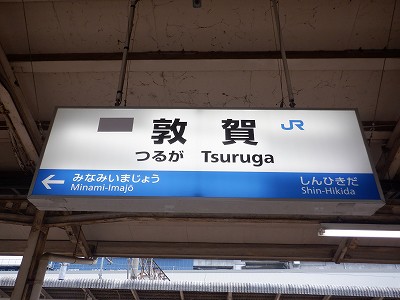 敦賀 JR
つるが Tsuruga
← みなみいまじょう しんひきだ
Minami-Imajō Shin-Hikida